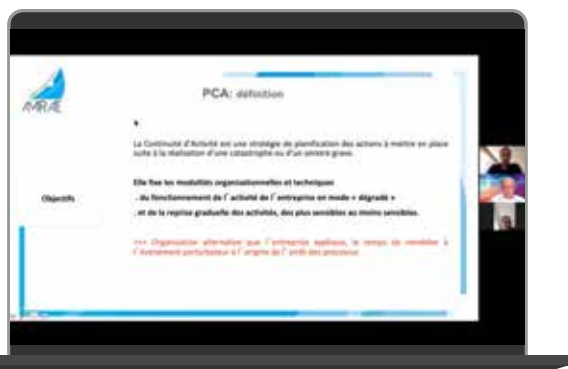 AMRAE
PCA: définition
La Continuité d'Activité est une stratégie de planification des actions à mettre en place
suite à la réalisation d'une catastrophe ou d'un sinistre grave.
Objectifs
Elle fixe les modalités organisationnelles et techniques
. du fonctionnement de l'activité de l'entreprise en mode « dégradé »
. et de la reprise graduelle des activités, des plus sensibles au moins sensibles.
>>> Organisation alternative que l'entreprise applique, le temps de remédier à
l'évènement perturbateur à l'origine de l'arrêt des processus